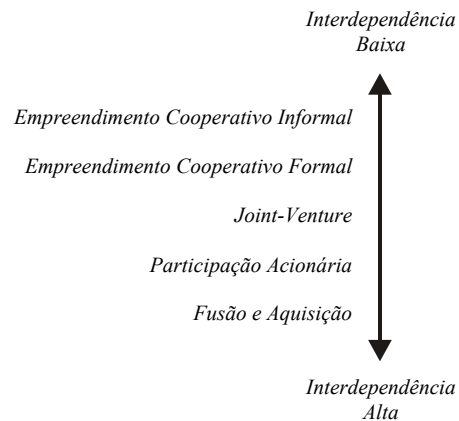 Interdependência
Baixa
Empreendimento Cooperativo Informal
Empreendimento Cooperativo Formal
Joint-Venture
Participação Acionária
Fusão e Aquisição
Interdependência
Alta